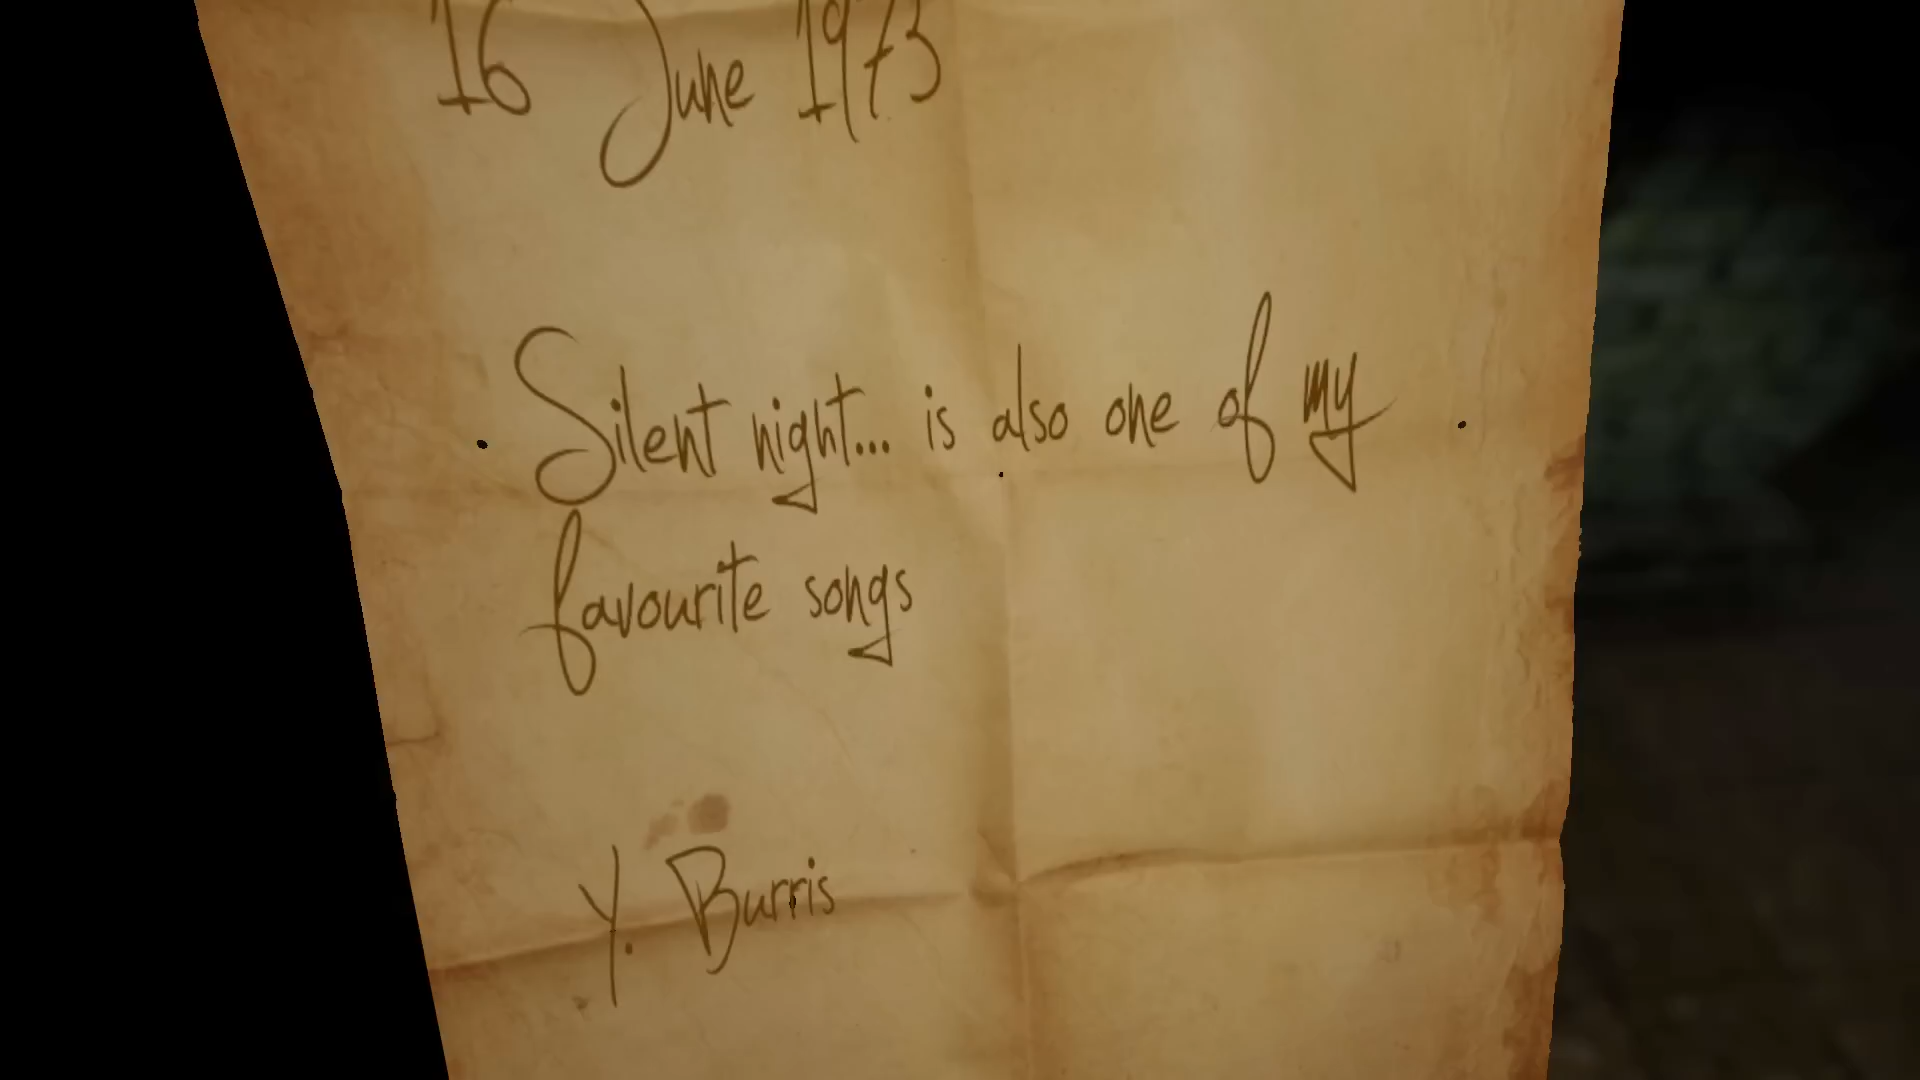 16 June 1973
Silent night... is also one of my
favourite songs
Y. Burris